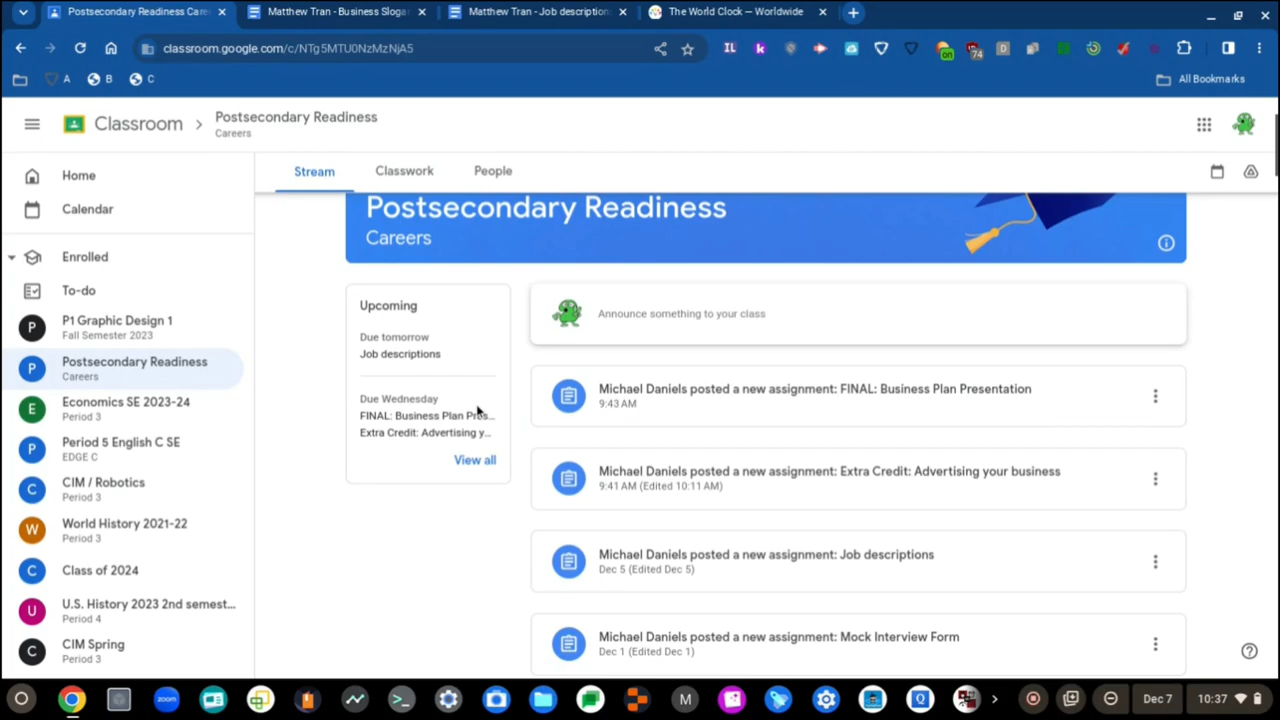 Postsecondary Readiness Care
Matthew Tran - Business Sloga
Matthew Tran - Job description
The World Clock — Worldwide
classroom.google.com/c/NTg5MTU0NzMzNjA5
IL
k
on
74
D
A
B
C
All Bookmarks
Classroom
Postsecondary Readiness
Careers
Stream
Classwork
People
Home
Calendar
Enrolled
To-do
P
P1 Graphic Design 1
Fall Semester 2023
P
Postsecondary Readiness
Careers
E
Economics SE 2023-24
Period 3
P
Period 5 English C SE
EDGE C
C
CIM / Robotics
Period 3
W
World History 2021-22
Period 3
C
Class of 2024
U
U.S. History 2023 2nd semest...
Period 4
C
CIM Spring
Period 3
Postsecondary Readiness
Careers
Upcoming
Due tomorrow
Job descriptions
Due Wednesday
FINAL: Business Plan Pres...
Extra Credit: Advertising y...
View all
Announce something to your class
Michael Daniels posted a new assignment: FINAL: Business Plan Presentation
9:43 AM
Michael Daniels posted a new assignment: Extra Credit: Advertising your business
9:41 AM (Edited 10:11 AM)
Michael Daniels posted a new assignment: Job descriptions
Dec 5 (Edited Dec 5)
Michael Daniels posted a new assignment: Mock Interview Form
Dec 1 (Edited Dec 1)
zoom
M
Q
Dec 7
10:37